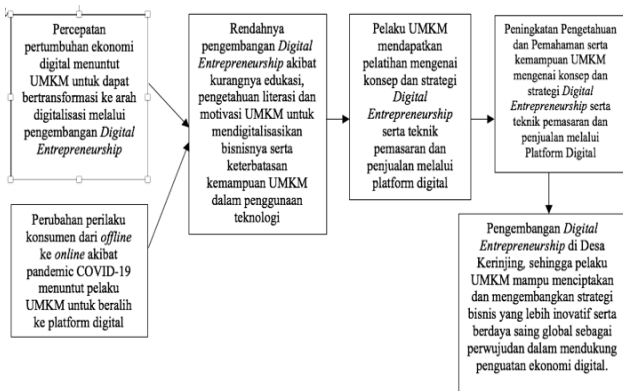 Percepatan
pertumbuhan ekonomi
digital menuntut
UMKM untuk dapat
bertransformasi ke arah
digitalisasi melalui
pengembangan Digital
Entrepreneurship
Perubahan perilaku
konsumen dari offline
ke online akibat
pandemic COVID-19
menuntut pelaku
UMKM untuk beralih
ke platform digital
Rendahnya
pengembangan Digital
Entrepreneurship akibat
kurangnya edukasi,
pengetahuan literasi dan
motivasi UMKM untuk
mendigitalisasikan
bisnisnya serta
keterbatasan
kemampuan UMKM
dalam penggunaan
teknologi
Pelaku UMKM
mendapatkan
pelatihan mengenai
konsep dan strategi
Digital
Entrepreneurship
serta teknik
pemasaran dan
penjualan melalui
platform digital
Peningkatan Pengetahuan
dan Pemahaman serta
kemampuan UMKM
mengenai konsep dan
strategi Digital
Entrepreneurship serta
teknik pemasaran dan
penjualan melalui
Platform Digital
Pengembangan Digital
Entrepreneurship di Desa
Kerinjing, sehingga pelaku
UMKM mampu menciptakan
dan mengembangkan strategi
bisnis yang lebih inovatif serta
berdaya saing global sebagai
perwujudan dalam mendukung
penguatan ekonomi digital.